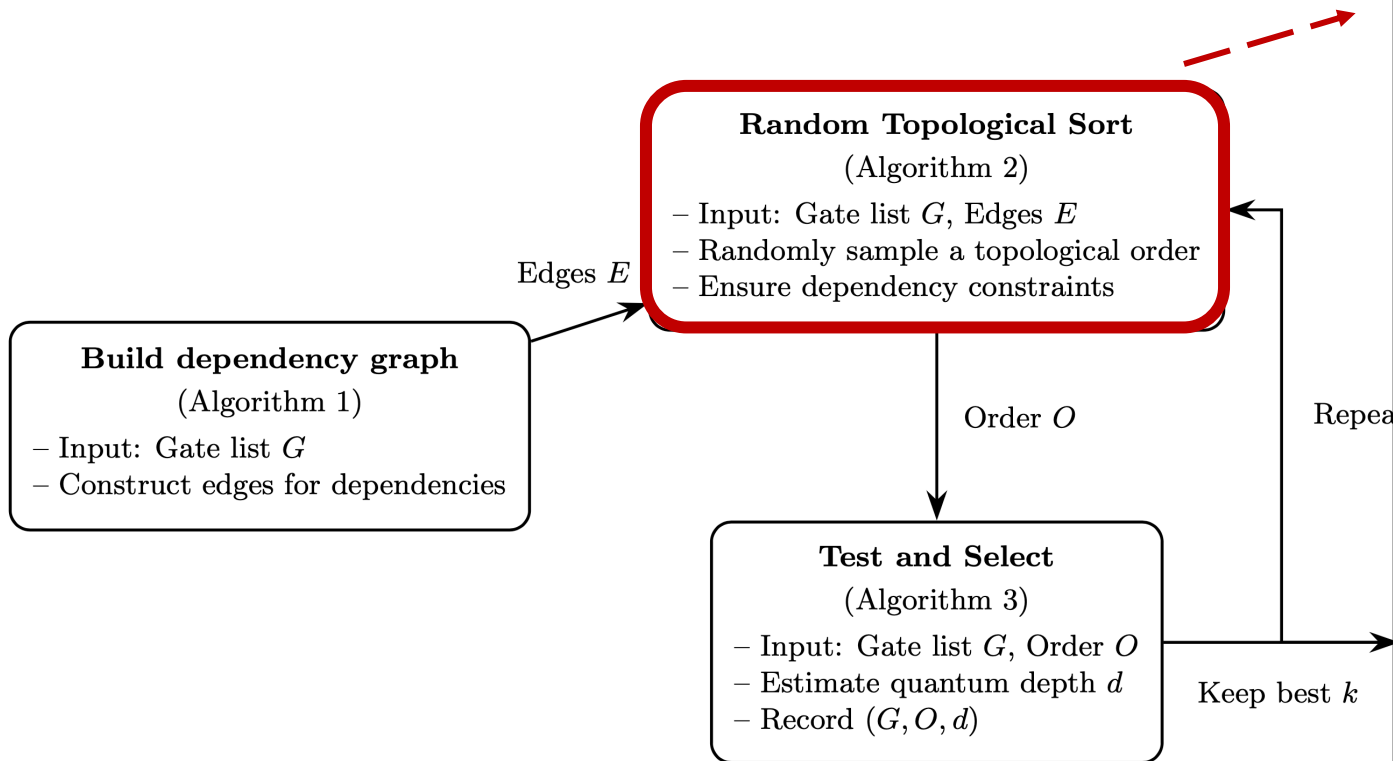 Random Topological Sort
(Algorithm 2)
– Input: Gate list G, Edges E
– Randomly sample a topological order
– Ensure dependency constraints
Edges E
Build dependency graph
(Algorithm 1)
– Input: Gate list G
– Construct edges for dependencies
Order O
Repea
Test and Select
(Algorithm 3)
– Input: Gate list G, Order O
– Estimate quantum depth d
– Record (G, O, d)
Keep best k